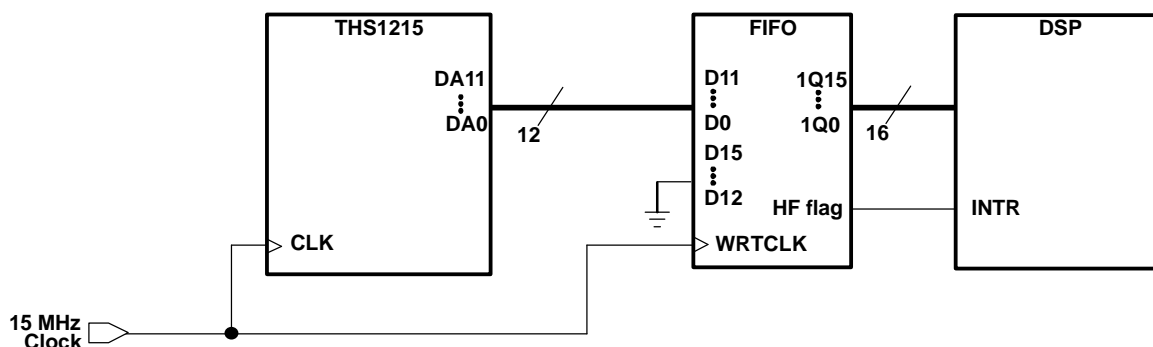 THS1215
FIFO
DSP
DA11
DA0
12
D11
D0
D15
D12
1Q15
1Q0
16
HF flag
INTR
CLK
WRTCLK
15 MHz
Clock